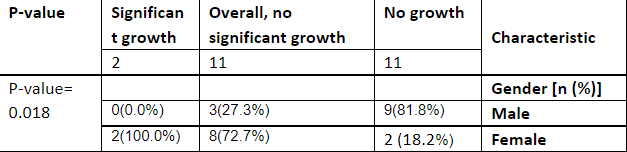 P-value Significan Overall, no No growth
t growth significant growth Characteristic
2 11 11
P-value= Gender [n (%)]
0.018 0(0.0%) 3(27.3%) 9(81.8%) Male
2(100.0%) 8(72.7%) 2 (18.2%) Female